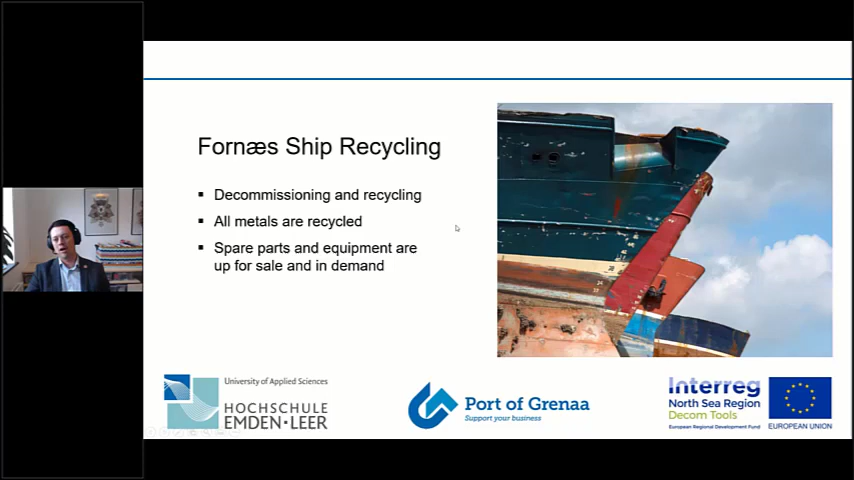 Fornæs Ship Recycling
Decommissioning and recycling
All metals are recycled
Spare parts and equipment are
up for sale and in demand
University of Applied Sciences
HOCHSCHULE
EMDEN·LEER
Port of Grenaa
Support your business
Interreg
North Sea Region
Decom Tools
European Regional Development Fund
EUROPEAN UNION